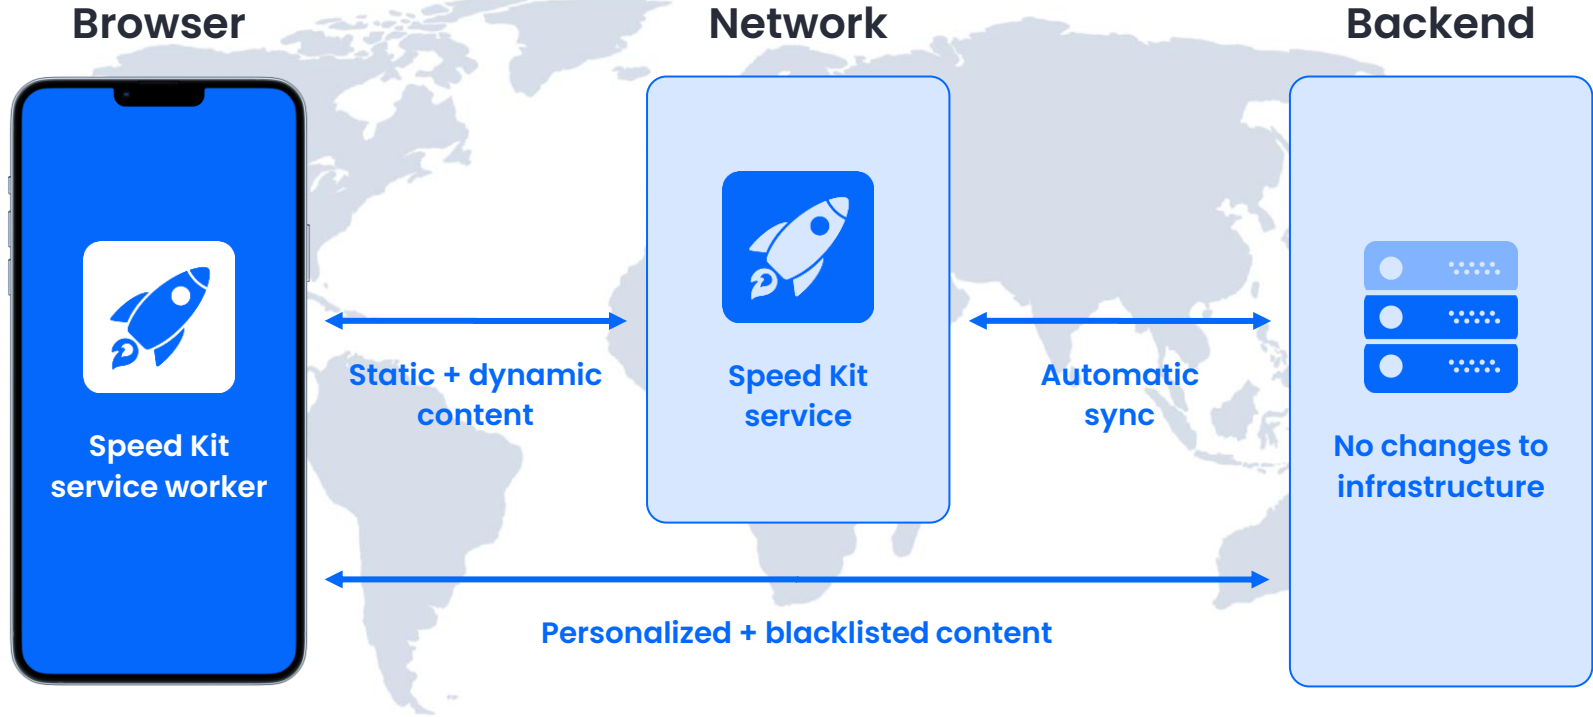 Browser
Network
Backend
Speed Kit
service worker
Static + dynamic
content
Speed Kit
service
Automatic
sync
No changes to
infrastructure
Personalized + blacklisted content